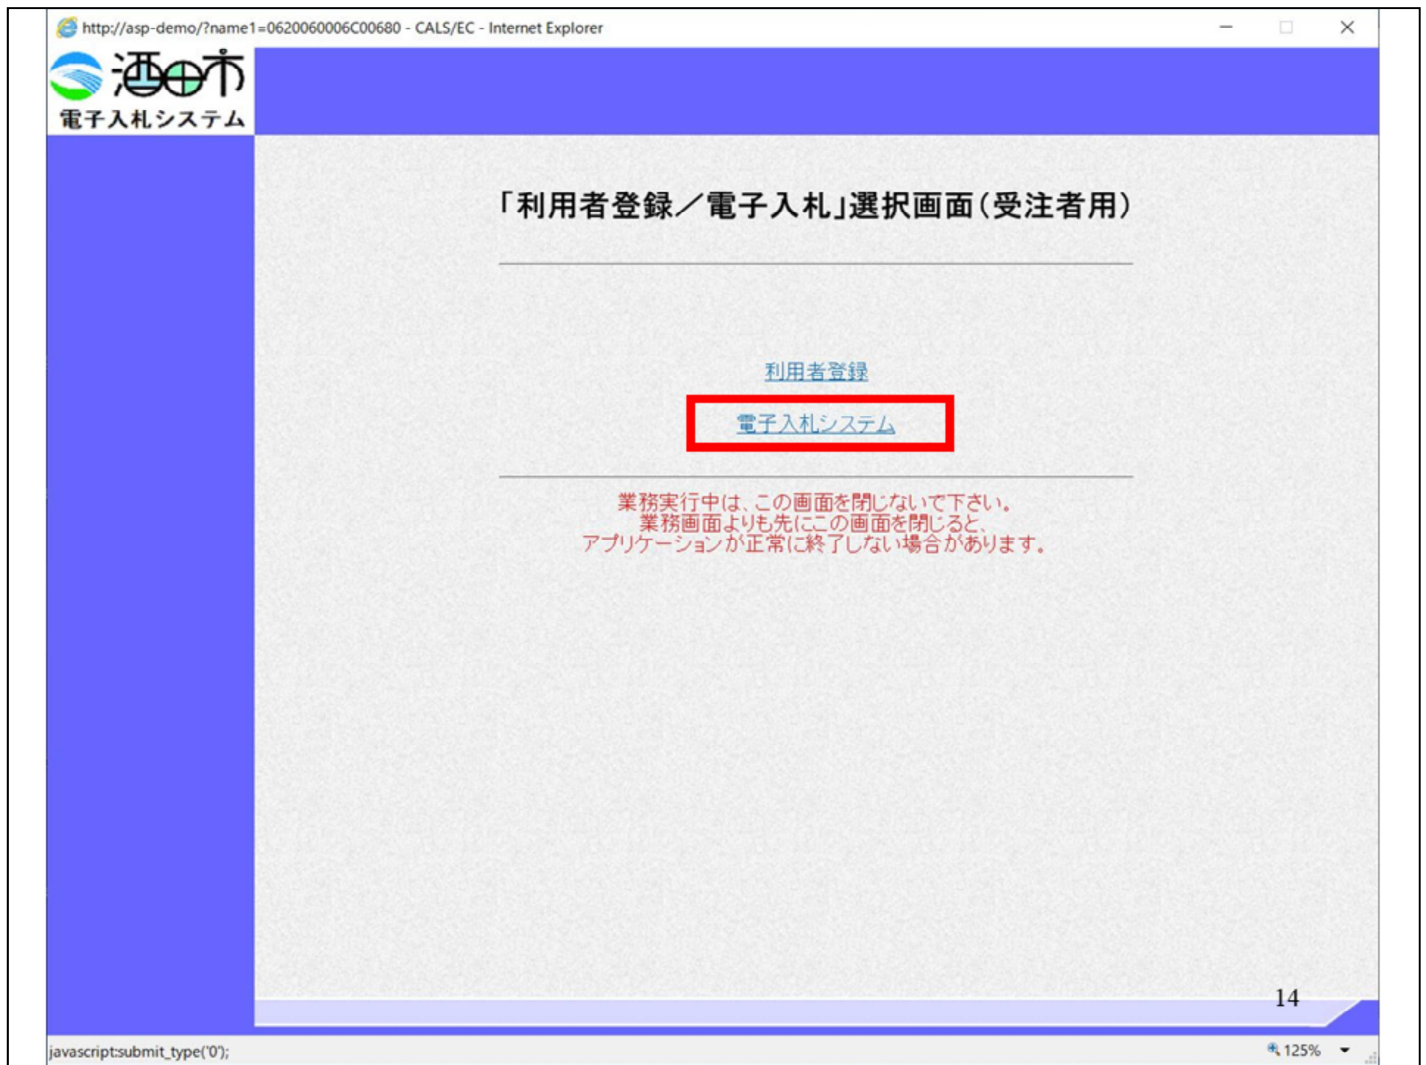 http://asp-demo/?name1=0620060006C00680 - CALS/EC - Internet Explorer
酒田市
電子入札システム
「利用者登録／電子入札」選択画面（受注者用）
利用者登録
電子入札システム
業務実行中は、この画面を閉じないで下さい。
業務画面よりも先にこの画面を閉じると、
アプリケーションが正常に終了しない場合があります。
14
javascript:submit_type('0');
125%